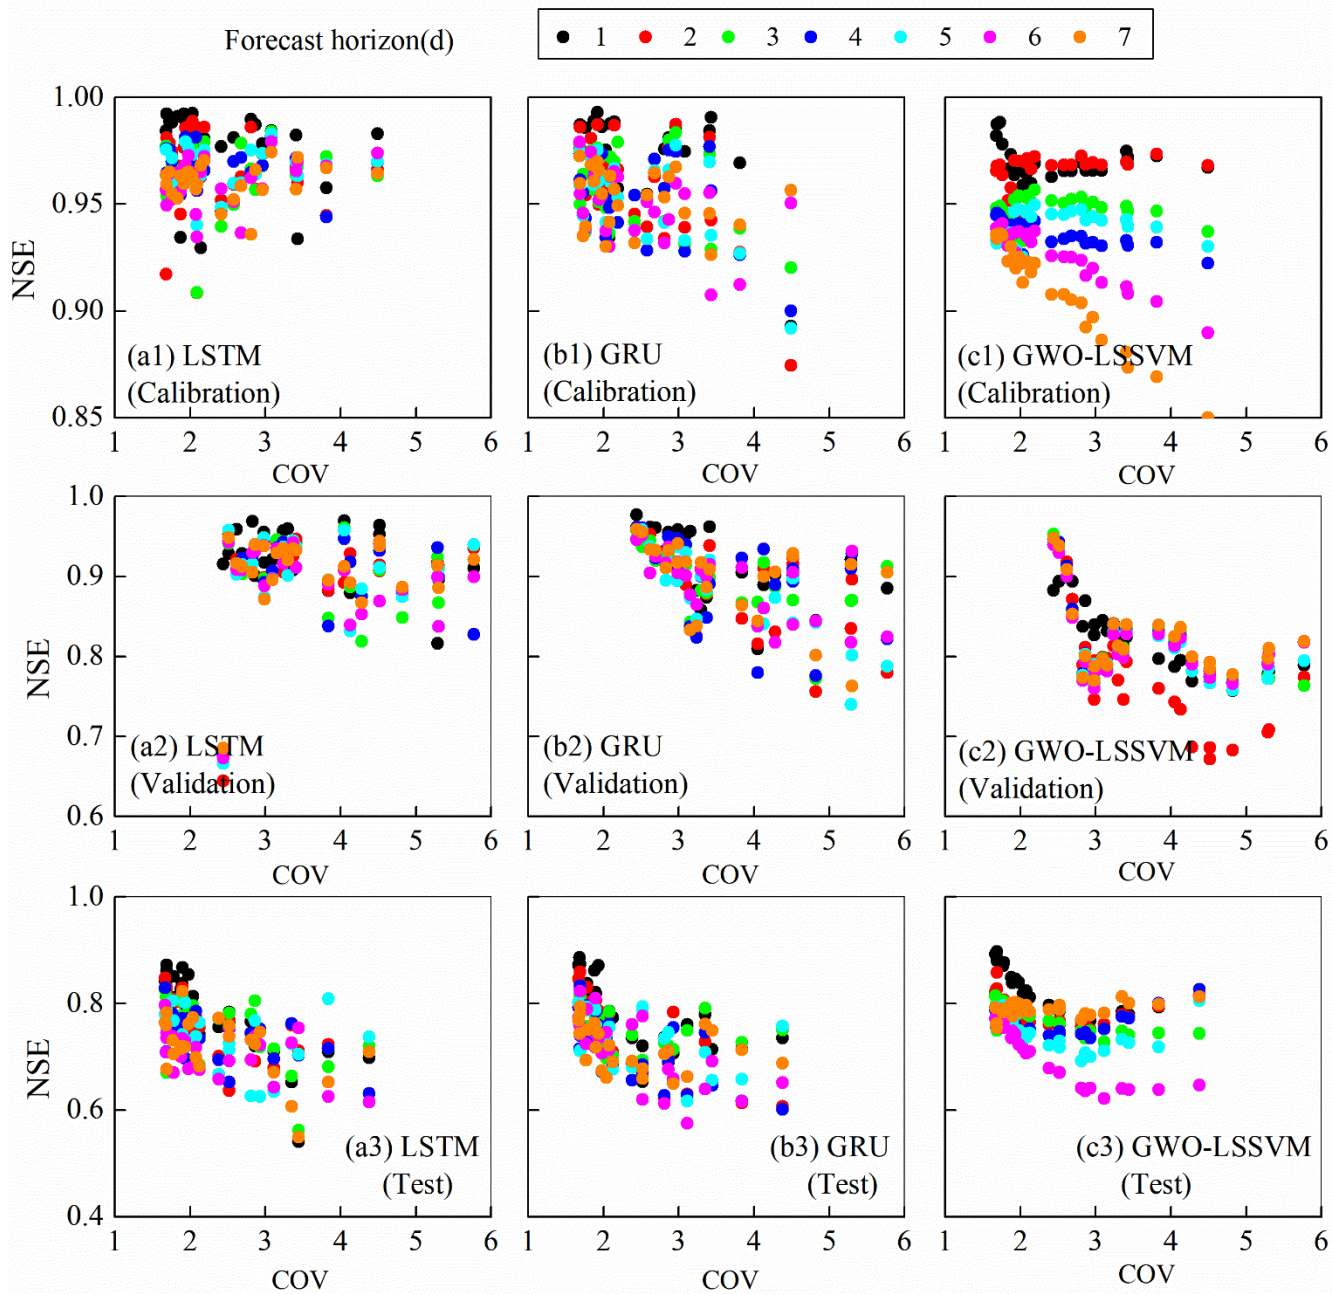 Forecast horizon(d) 1 2 3 4 5 6 7
NSE
1.00
0.95
0.90
0.85
(a1) LSTM
(Calibration)
1 2 3 4 5 6
COV
(b1) GRU
(Calibration)
1 2 3 4 5 6
COV
(c1) GWO-LSSVM
(Calibration)
1 2 3 4 5 6
COV
NSE
1.0
0.9
0.8
0.7
0.6
(a2) LSTM
(Validation)
1 2 3 4 5 6
COV
(b2) GRU
(Validation)
1 2 3 4 5 6
COV
(c2) GWO-LSSVM
(Validation)
1 2 3 4 5 6
COV
NSE
1.0
0.8
0.6
0.4
(a3) LSTM
(Test)
1 2 3 4 5 6
COV
(b3) GRU
(Test)
1 2 3 4 5 6
COV
(c3) GWO-LSSVM
(Test)
1 2 3 4 5 6
COV